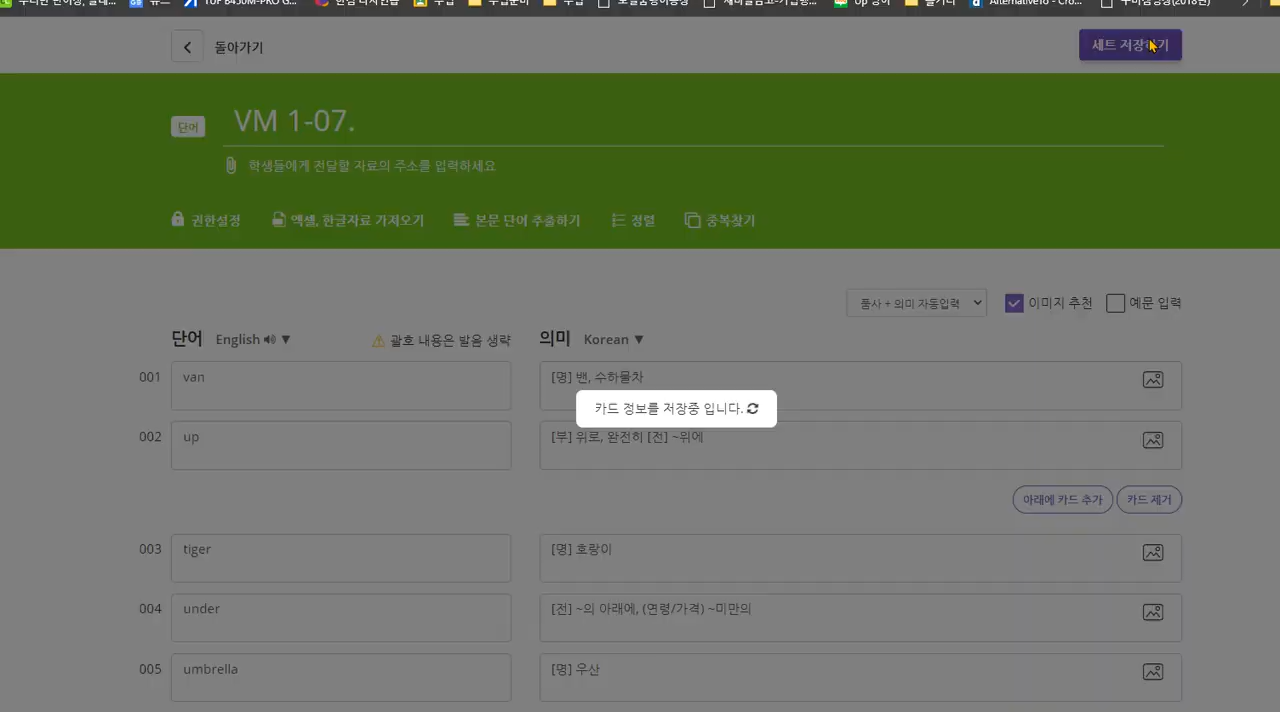 돌아가기
세트 저장하기
단어
VM 1-07.
학생들에게 전달할 자료의 주소를 입력하세요
권한설정
엑셀, 한글자료 가져오기
본문 단어 추출하기
정렬
중복찾기
품사 + 의미 자동입력
이미지 추천
예문 입력
단어 English ▼
괄호 내용은 발음 생략
의미 Korean ▼
001 van [명] 밴, 수하물차
카드 정보를 저장중 입니다.
002 up [부] 위로, 완전히 [전] ~위에
아래에 카드 추가
카드 제거
003 tiger [명] 호랑이
004 under [전] ~의 아래에, (연령/가격) ~미만의
005 umbrella [명] 우산